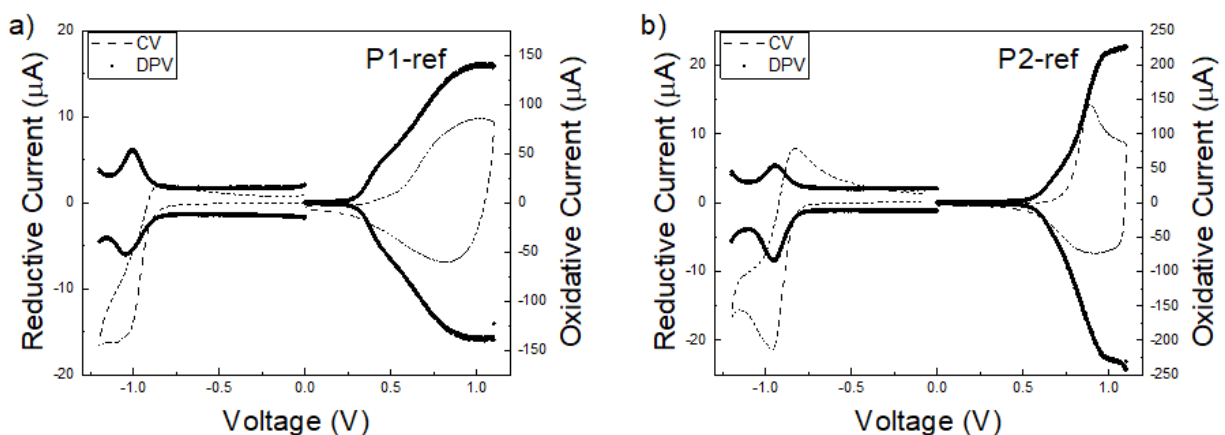 a)
CV
DPV
P1-ref
20
10
0
-10
-20
Reductive Current (µA)
150
100
50
0
-50
-100
-150
Oxidative Current (µA)
-1.0
-0.5
0.0
0.5
1.0
Voltage (V)
b)
CV
DPV
P2-ref
20
10
0
-10
-20
Reductive Current (µA)
250
200
150
100
50
0
-50
-100
-150
-200
-250
Oxidative Current (µA)
-1.0
-0.5
0.0
0.5
1.0
Voltage (V)